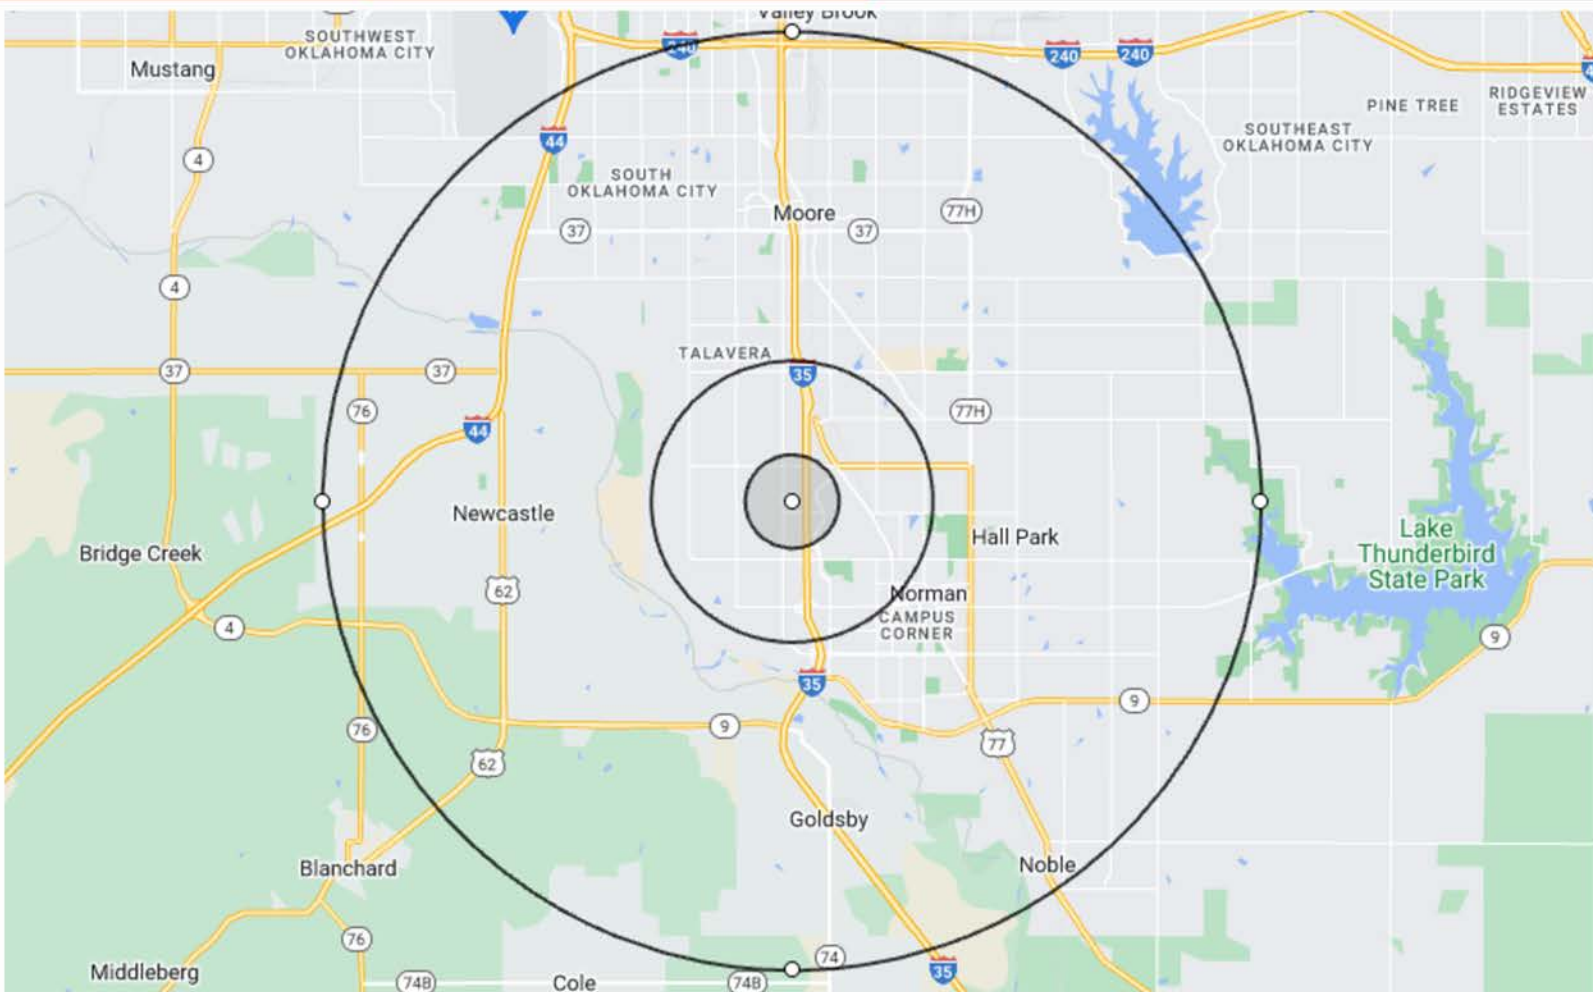 Valley Brook
SOUTHWEST
OKLAHOMA CITY
240
240
240
Mustang
RIDGEVIEW
ESTATES
PINE TREE
44
SOUTHEAST
OKLAHOMA CITY
4
SOUTH
OKLAHOMA CITY
Moore
77H
37
37
4
TALAVERA
37
37
35
76
77H
44
Newcastle
Hall Park
Lake
Thunderbird
State Park
Bridge Creek
62
Norman
CAMPUS
CORNER
4
9
35
9
9
76
77
62
Goldsby
Blanchard
Noble
76
74
Middleberg
35
74B
Cole
74B